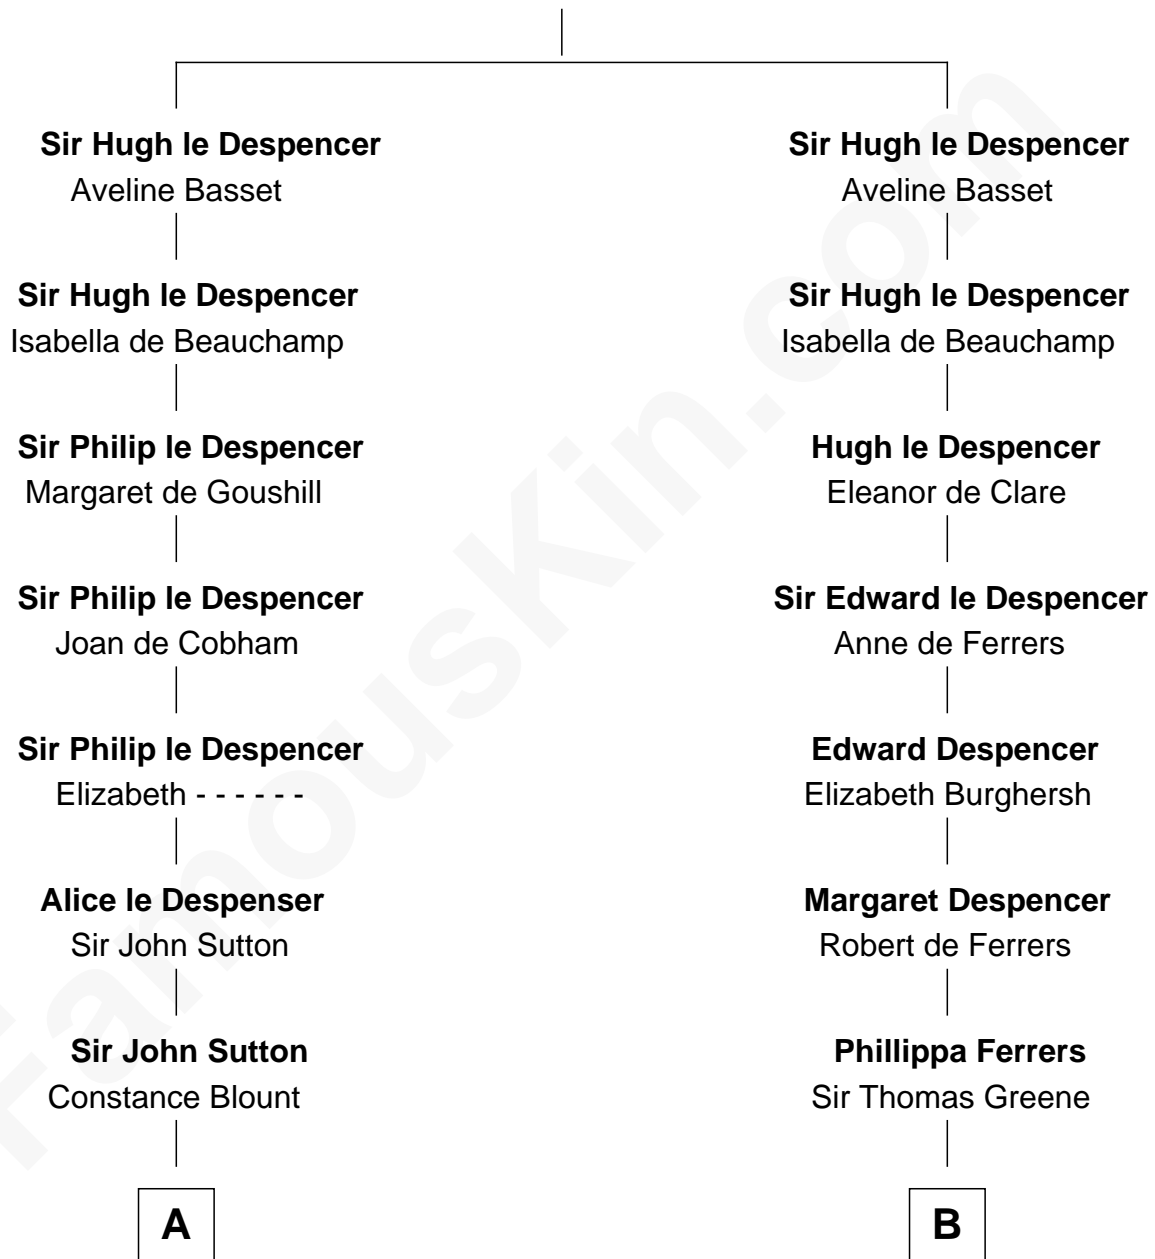 Sir Hugh le Despencer
Aveline Basset
Sir Hugh le Despencer
Isabella de Beauchamp
Sir Philip le Despencer
Margaret de Goushill
Sir Philip le Despencer
Joan de Cobham
Sir Philip le Despencer
Elizabeth - - - - - -
Alice le Despenser
Sir John Sutton
Sir John Sutton
Constance Blount
A
Sir Hugh le Despencer
Aveline Basset
Sir Hugh le Despencer
Isabella de Beauchamp
Hugh le Despencer
Eleanor de Clare
Sir Edward le Despencer
Anne de Ferrers
Edward Despencer
Elizabeth Burghersh
Margaret Despencer
Robert de Ferrers
Phillippa Ferrers
Sir Thomas Greene
B
FamousKin.com